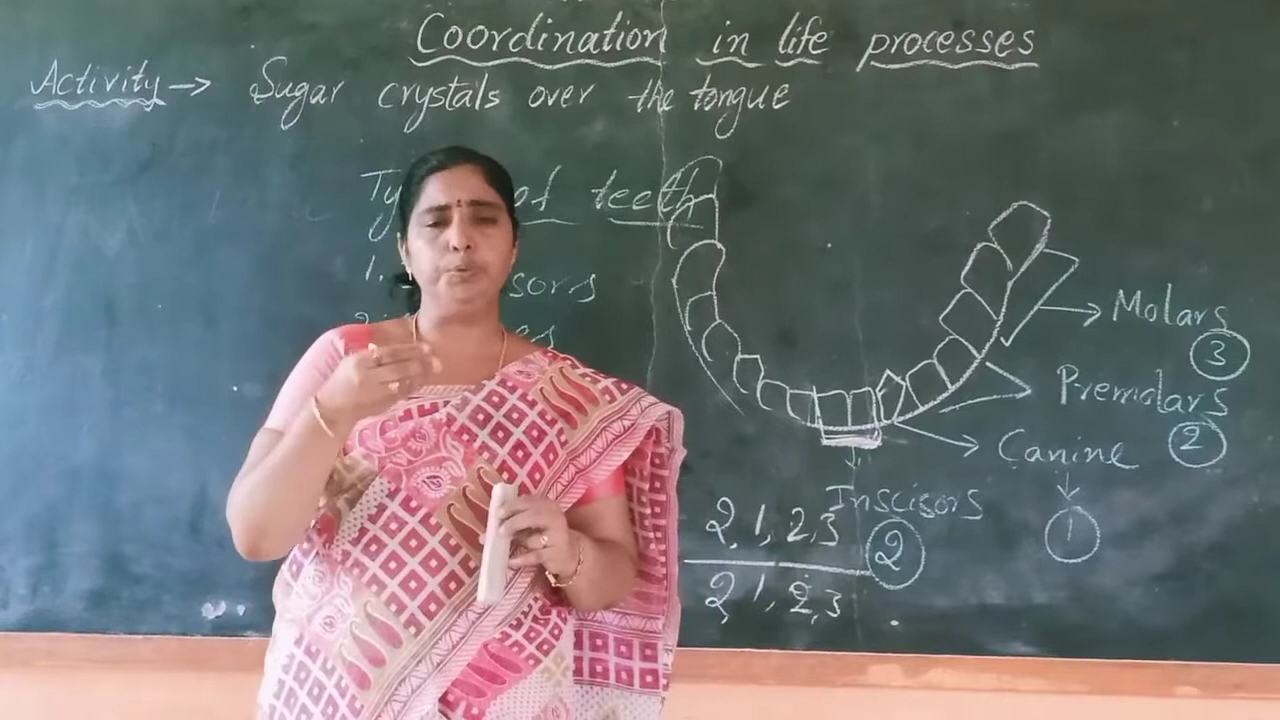 Coordination in life processes
Activity → Sugar crystals over the tongue
of teeth
1.
Molars
3
Premolars
2
Canine
1
Inscisors
2
2,1,2,3
2,1,2,3